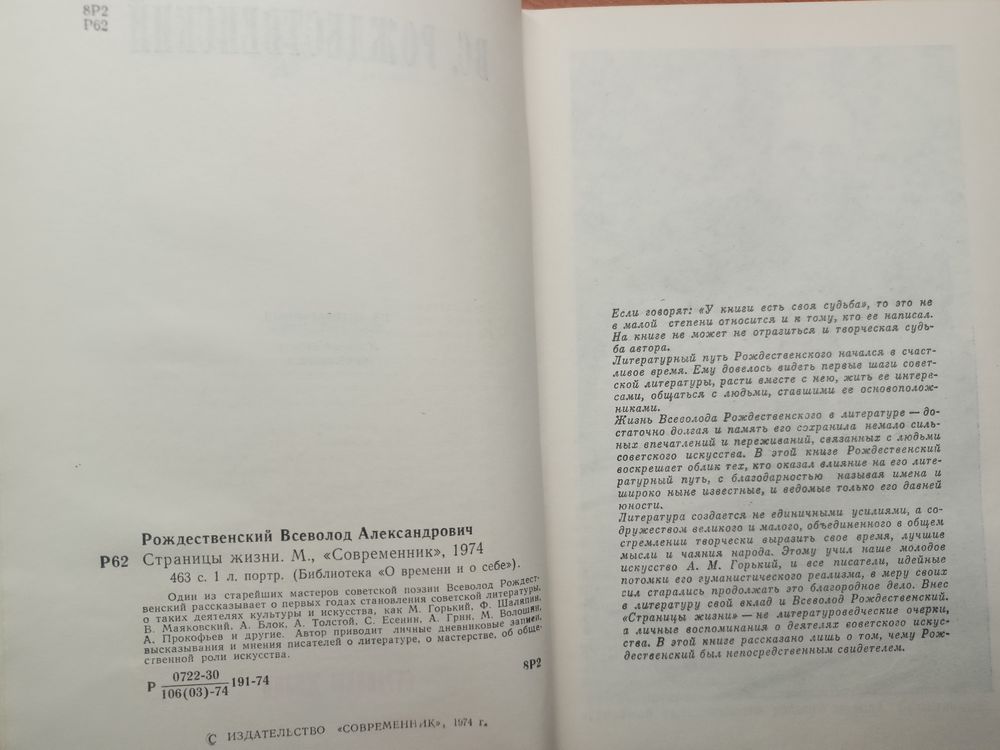 8Р2
Р62
Рождественский Всеволод Александрович
Р62 Страницы жизни. М., «Современник», 1974
463 с. 1 л. портр. (Библиотека «О времени и о себе»).
Один из старейших мастеров советской поэзии Всеволод Рождест-
венский рассказывает о первых годах становления советской литературы,
о таких деятелях культуры и искусства, как М. Горький, Ф. Шаляпин,
В. Маяковский, А. Блок, А. Толстой, С. Есенин, А. Грин, М. Волошин,
А. Прокофьев и другие. Автор приводит личные дневниковые записи,
высказывания и мнения писателей о литературе, о мастерстве, об обще-
ственной роли искусства.
Р 0722-30
106(03)-74 191-74
8Р2
© ИЗДАТЕЛЬСТВО «СОВРЕМЕННИК», 1974 г.
Если говорят: «У книги есть своя судьба», то это не
в малой степени относится и к тому, кто ее написал.
На книге не может не отразиться и творческая судь-
ба автора.
Литературный путь Рождественского начался в счаст-
ливое время. Ему довелось видеть первые шаги совет-
ской литературы, расти вместе с нею, жить ее интере-
сами, общаться с людьми, ставшими ее основополож-
никами.
Жизнь Всеволода Рождественского в литературе — до-
статочно долгая и память его сохранила немало силь-
ных впечатлений и переживаний, связанных с людьми
советского искусства. В этой книге Рождественский
воскрешает облик тех, кто оказал влияние на его лите-
ратурный путь, с благодарностью называя имена и
широко ныне известные, и ведомые только его давней
юности.
Литература создается не единичными усилиями, а со-
дружеством великого и малого, объединенного в общем
стремлении творчески выразить свое время, лучшие
мысли и чаяния народа. Этому учил наше молодое
искусство А. М. Горький, и все писатели, идейные
потомки его гуманистического реализма, в меру своих
сил старались продолжать это благородное дело. Внес
в литературу свой вклад и Всеволод Рождественский.
«Страницы жизни» — не литературоведческие очерки,
а личные воспоминания о деятелях советского искус-
ства. В этой книге рассказано лишь о том, чему Рож-
дественский был непосредственным свидетелем.